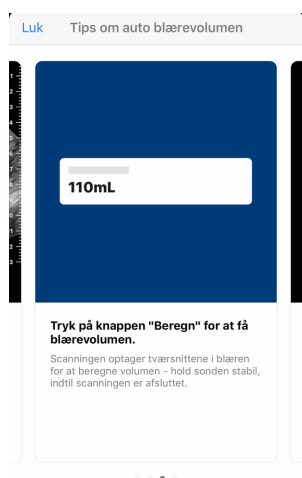 Luk
Tips om auto blærevolumen
110mL
Tryk på knappen "Beregn" for at få
blærevolumen.
Scanningen optager tværsnittene i blæren
for at beregne volumen - hold sonden stabil,
indtil scanningen er afsluttet.